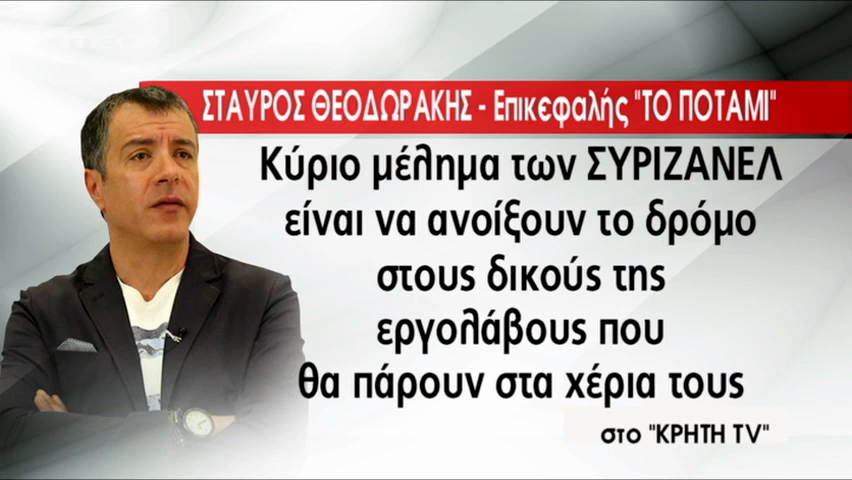 MEGA
ΣΤΑΥΡΟΣ ΘΕΟΔΩΡΑΚΗΣ - Επικεφαλής "ΤΟ ΠΟΤΑΜΙ"
Κύριο μέλημα των ΣΥΡΙΖΑΝΕΛ
είναι να ανοίξουν το δρόμο
στους δικούς της
εργολάβους που
θα πάρουν στα χέρια τους
στο "ΚΡΗΤΗ TV"